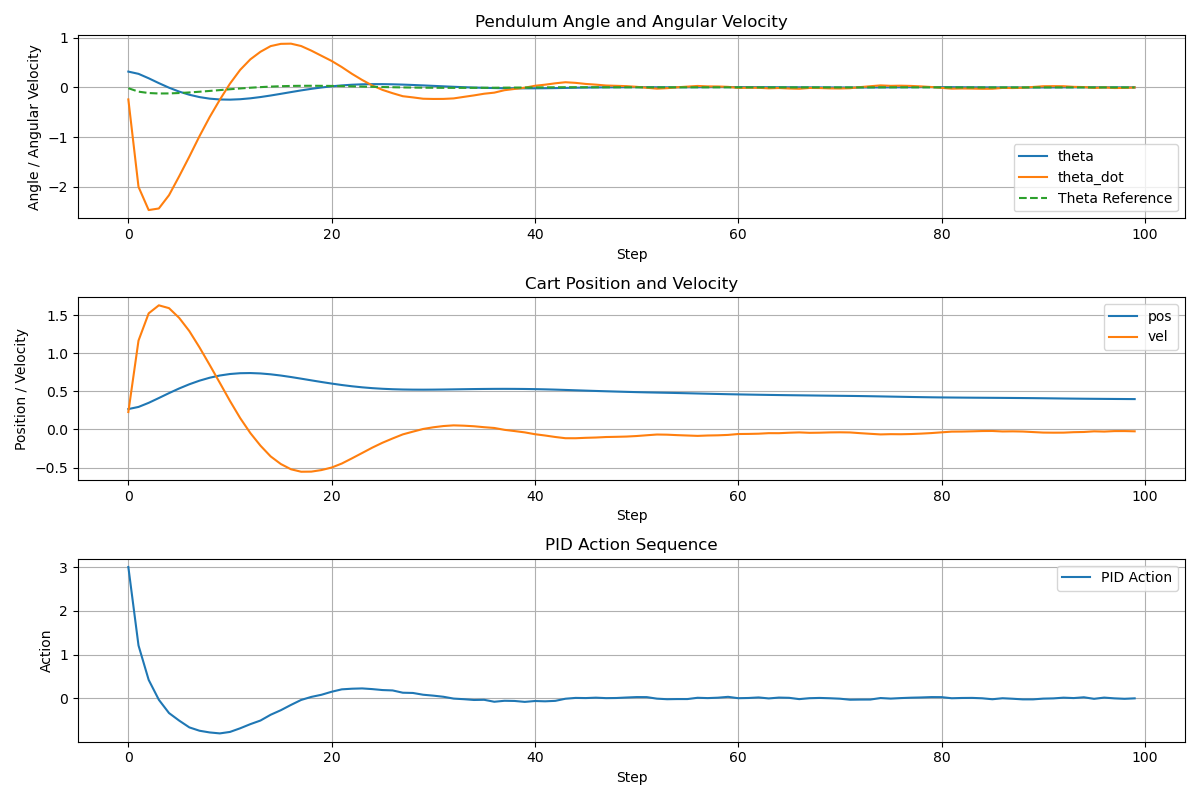 Pendulum Angle and Angular Velocity
Angle / Angular Velocity
1
0
−1
−2
theta
theta_dot
Theta Reference
0 20 40 60 80 100
Step
Cart Position and Velocity
Position / Velocity
1.5
1.0
0.5
0.0
−0.5
pos
vel
0 20 40 60 80 100
Step
PID Action Sequence
Action
3
2
1
0
PID Action
0 20 40 60 80 100
Step